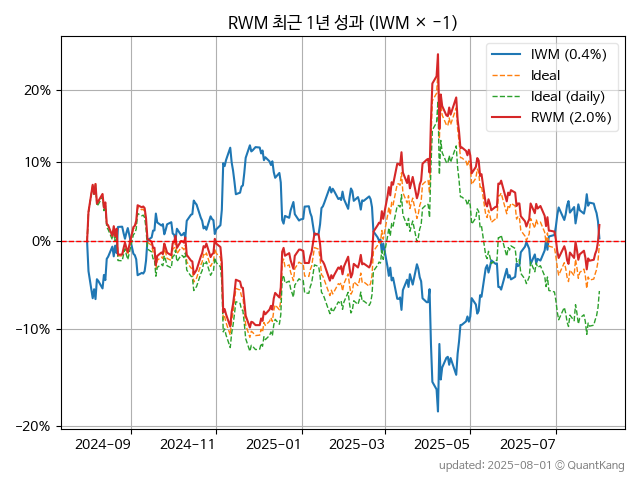 RWM 최근 1년 성과 (IWM × -1)
IWM (0.4%)
Ideal
Ideal (daily)
RWM (2.0%)
20%
10%
0%
−10%
−20%
2024-09
2024-11
2025-01
2025-03
2025-05
2025-07
updated: 2025-08-01 © QuantKang